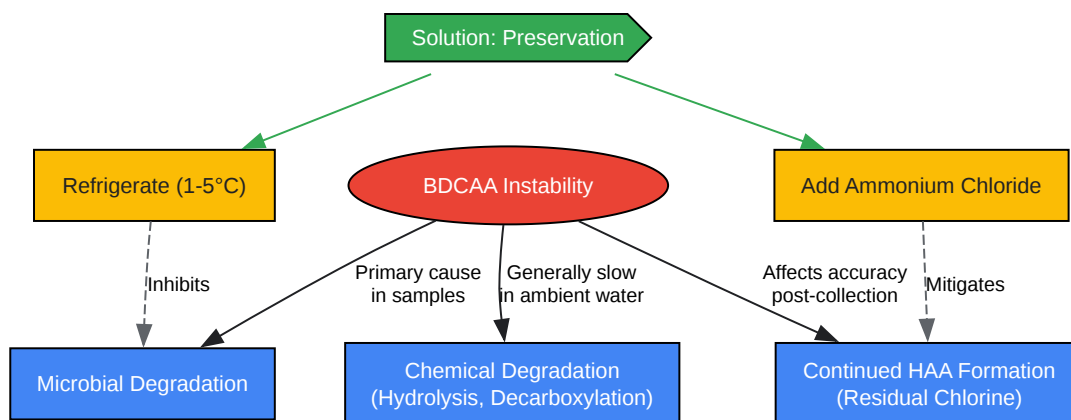 Solution: Preservation
Refrigerate (1-5°C)
BDCAA Instability
Add Ammonium Chloride
Inhibits
Primary cause
in samples
Generally slow
in ambient water
Affects accuracy
post-collection
Mitigates
Microbial Degradation
Chemical Degradation
(Hydrolysis, Decarboxylation)
Continued HAA Formation
(Residual Chlorine)